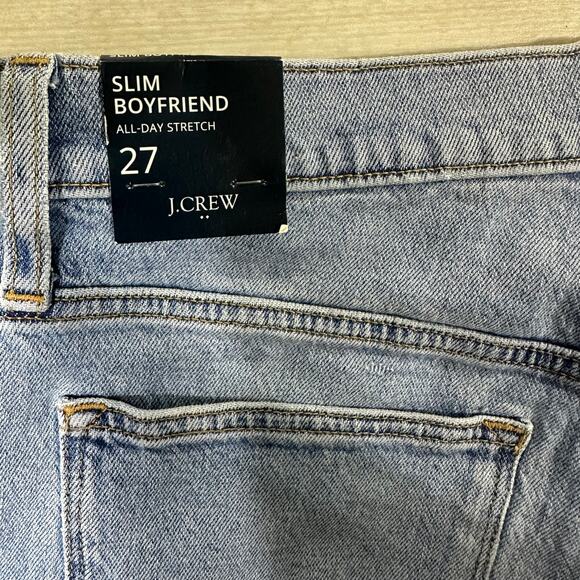 SLIM
BOYFRIEND
ALL-DAY STRETCH
27
J.CREW